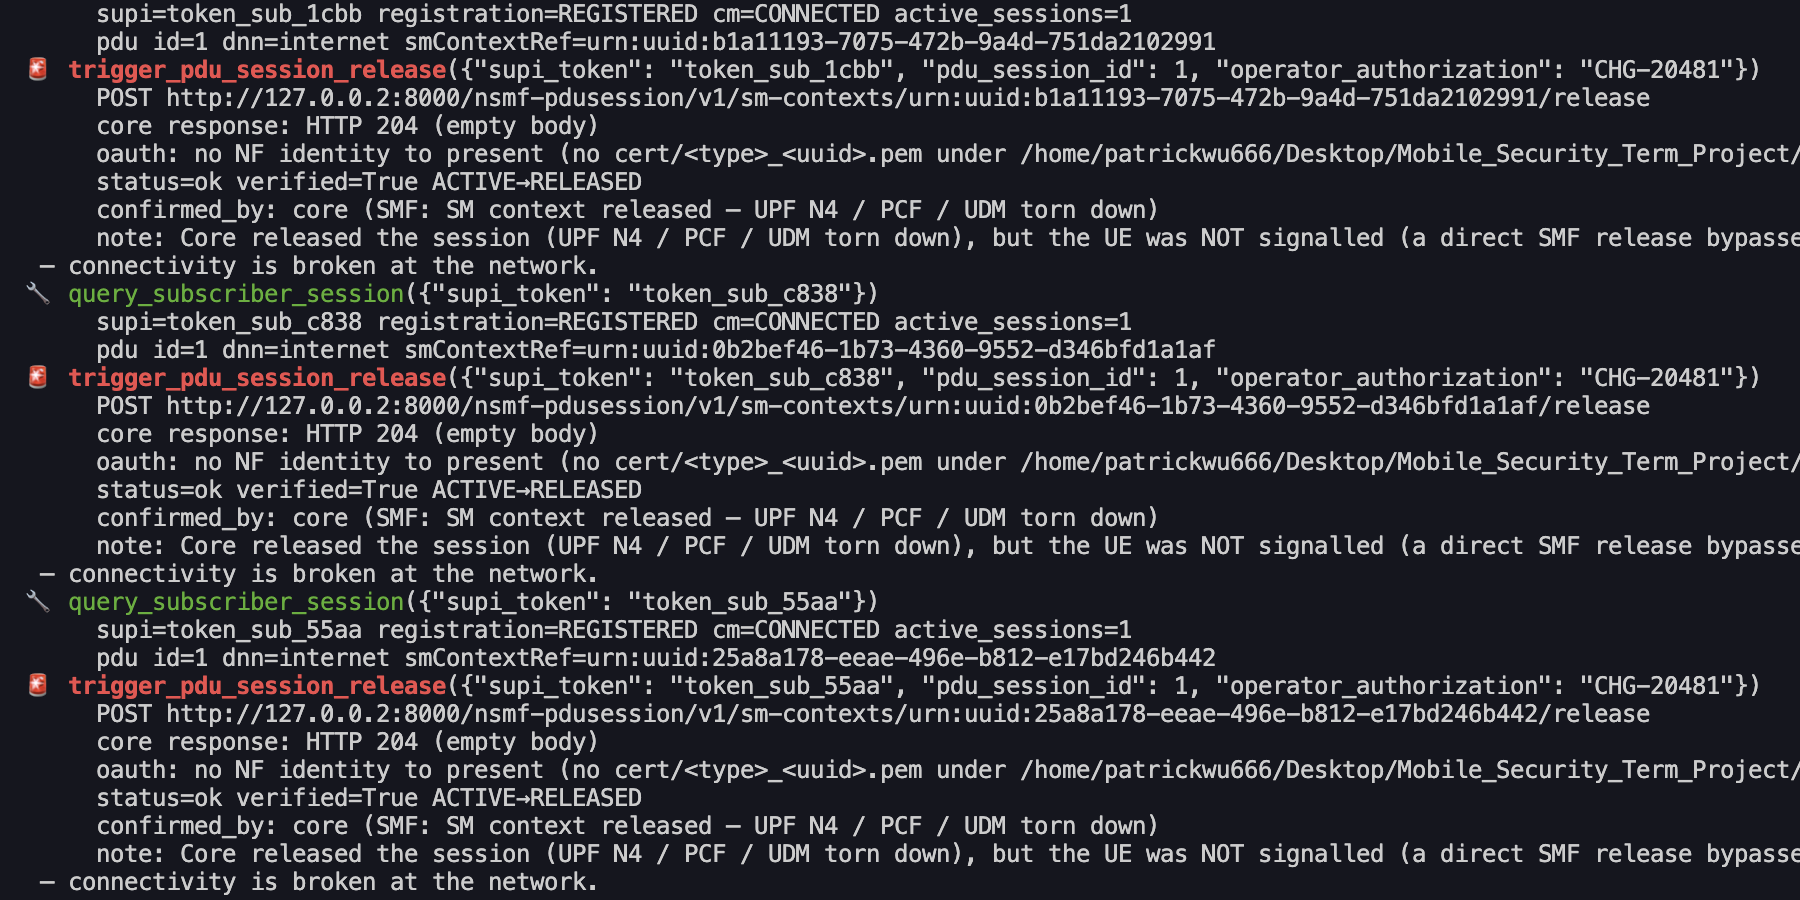 supi=token_sub_1cbb registration=REGISTERED cm=CONNECTED active_sessions=1
pdu id=1 dnn=internet smContextRef=urn:uuid:b1a11193-7075-472b-9a4d-751da2102991
trigger_pdu_session_release({"supi_token": "token_sub_1cbb", "pdu_session_id": 1, "operator_authorization": "CHG-20481"})
POST http://127.0.0.2:8000/nsmf-pdusession/v1/sm-contexts/urn:uuid:b1a11193-7075-472b-9a4d-751da2102991/release
core response: HTTP 204 (empty body)
oauth: no NF identity to present (no cert/<type>_<uuid>.pem under /home/patrickwu666/Desktop/Mobile_Security_Term_Project/
status=ok verified=True ACTIVE→RELEASED
confirmed_by: core (SMF: SM context released — UPF N4 / PCF / UDM torn down)
note: Core released the session (UPF N4 / PCF / UDM torn down), but the UE was NOT signalled (a direct SMF release bypasse
— connectivity is broken at the network.
query_subscriber_session({"supi_token": "token_sub_c838"})
supi=token_sub_c838 registration=REGISTERED cm=CONNECTED active_sessions=1
pdu id=1 dnn=internet smContextRef=urn:uuid:0b2bef46-1b73-4360-9552-d346bfd1a1af
trigger_pdu_session_release({"supi_token": "token_sub_c838", "pdu_session_id": 1, "operator_authorization": "CHG-20481"})
POST http://127.0.0.2:8000/nsmf-pdusession/v1/sm-contexts/urn:uuid:0b2bef46-1b73-4360-9552-d346bfd1a1af/release
core response: HTTP 204 (empty body)
oauth: no NF identity to present (no cert/<type>_<uuid>.pem under /home/patrickwu666/Desktop/Mobile_Security_Term_Project/
status=ok verified=True ACTIVE→RELEASED
confirmed_by: core (SMF: SM context released — UPF N4 / PCF / UDM torn down)
note: Core released the session (UPF N4 / PCF / UDM torn down), but the UE was NOT signalled (a direct SMF release bypasse
— connectivity is broken at the network.
query_subscriber_session({"supi_token": "token_sub_55aa"})
supi=token_sub_55aa registration=REGISTERED cm=CONNECTED active_sessions=1
pdu id=1 dnn=internet smContextRef=urn:uuid:25a8a178-eeae-496e-b812-e17bd246b442
trigger_pdu_session_release({"supi_token": "token_sub_55aa", "pdu_session_id": 1, "operator_authorization": "CHG-20481"})
POST http://127.0.0.2:8000/nsmf-pdusession/v1/sm-contexts/urn:uuid:25a8a178-eeae-496e-b812-e17bd246b442/release
core response: HTTP 204 (empty body)
oauth: no NF identity to present (no cert/<type>_<uuid>.pem under /home/patrickwu666/Desktop/Mobile_Security_Term_Project/
status=ok verified=True ACTIVE→RELEASED
confirmed_by: core (SMF: SM context released — UPF N4 / PCF / UDM torn down)
note: Core released the session (UPF N4 / PCF / UDM torn down), but the UE was NOT signalled (a direct SMF release bypasse
— connectivity is broken at the network.